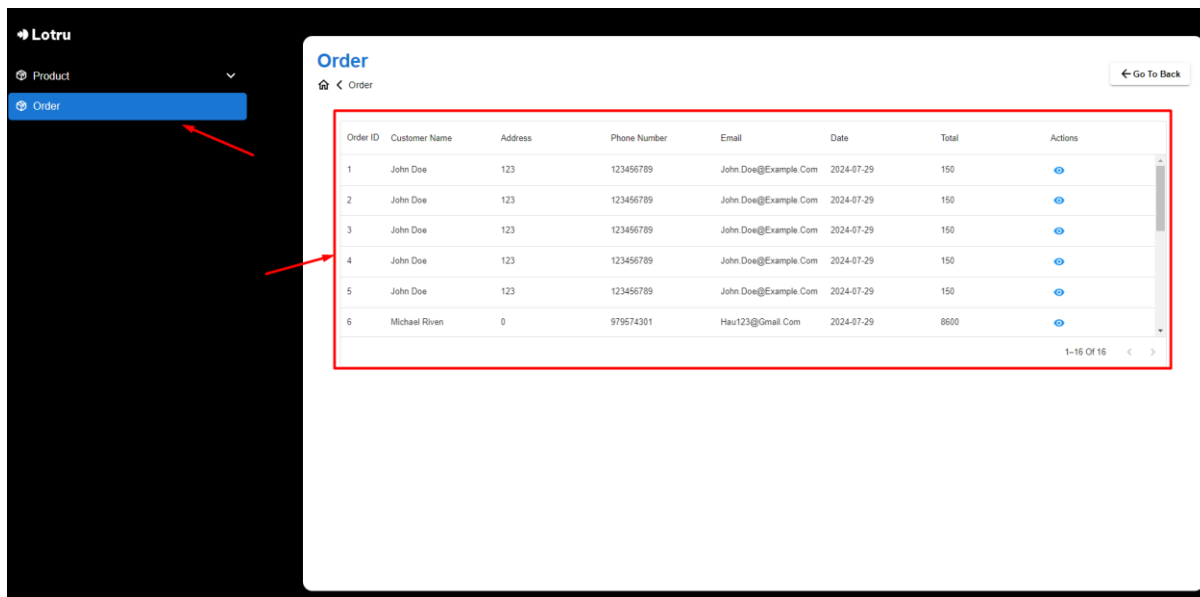 Lotru
Product
Order
Order
Order
Go To Back
Order ID Customer Name Address Phone Number Email Date Total Actions
1 John Doe 123 123456789 John.Doe@Example.Com 2024-07-29 150
2 John Doe 123 123456789 John.Doe@Example.Com 2024-07-29 150
3 John Doe 123 123456789 John.Doe@Example.Com 2024-07-29 150
4 John Doe 123 123456789 John.Doe@Example.Com 2024-07-29 150
5 John Doe 123 123456789 John.Doe@Example.Com 2024-07-29 150
6 Michael Riven 0 979574301 Hau123@Gmail.Com 2024-07-29 8600
1–16 Of 16